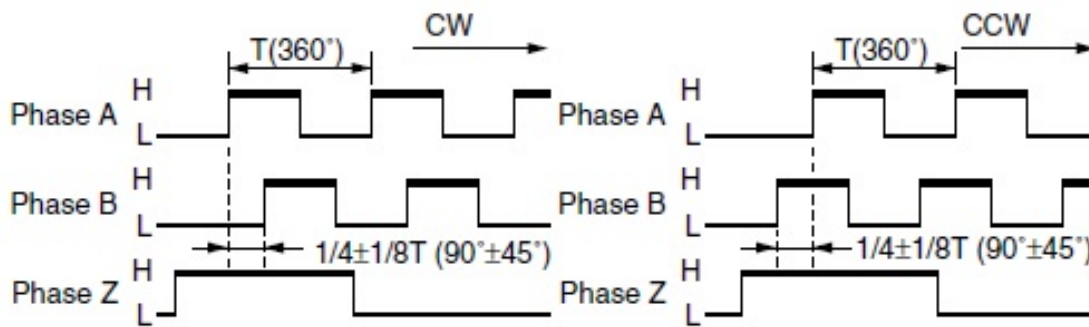 CW
T(360°)
H
Phase A
L
H
Phase B
L
1/4±1/8T (90°±45°)
H
Phase Z
L
CCW
T(360°)
H
Phase A
L
H
Phase B
L
1/4±1/8T (90°±45°)
H
Phase Z
L